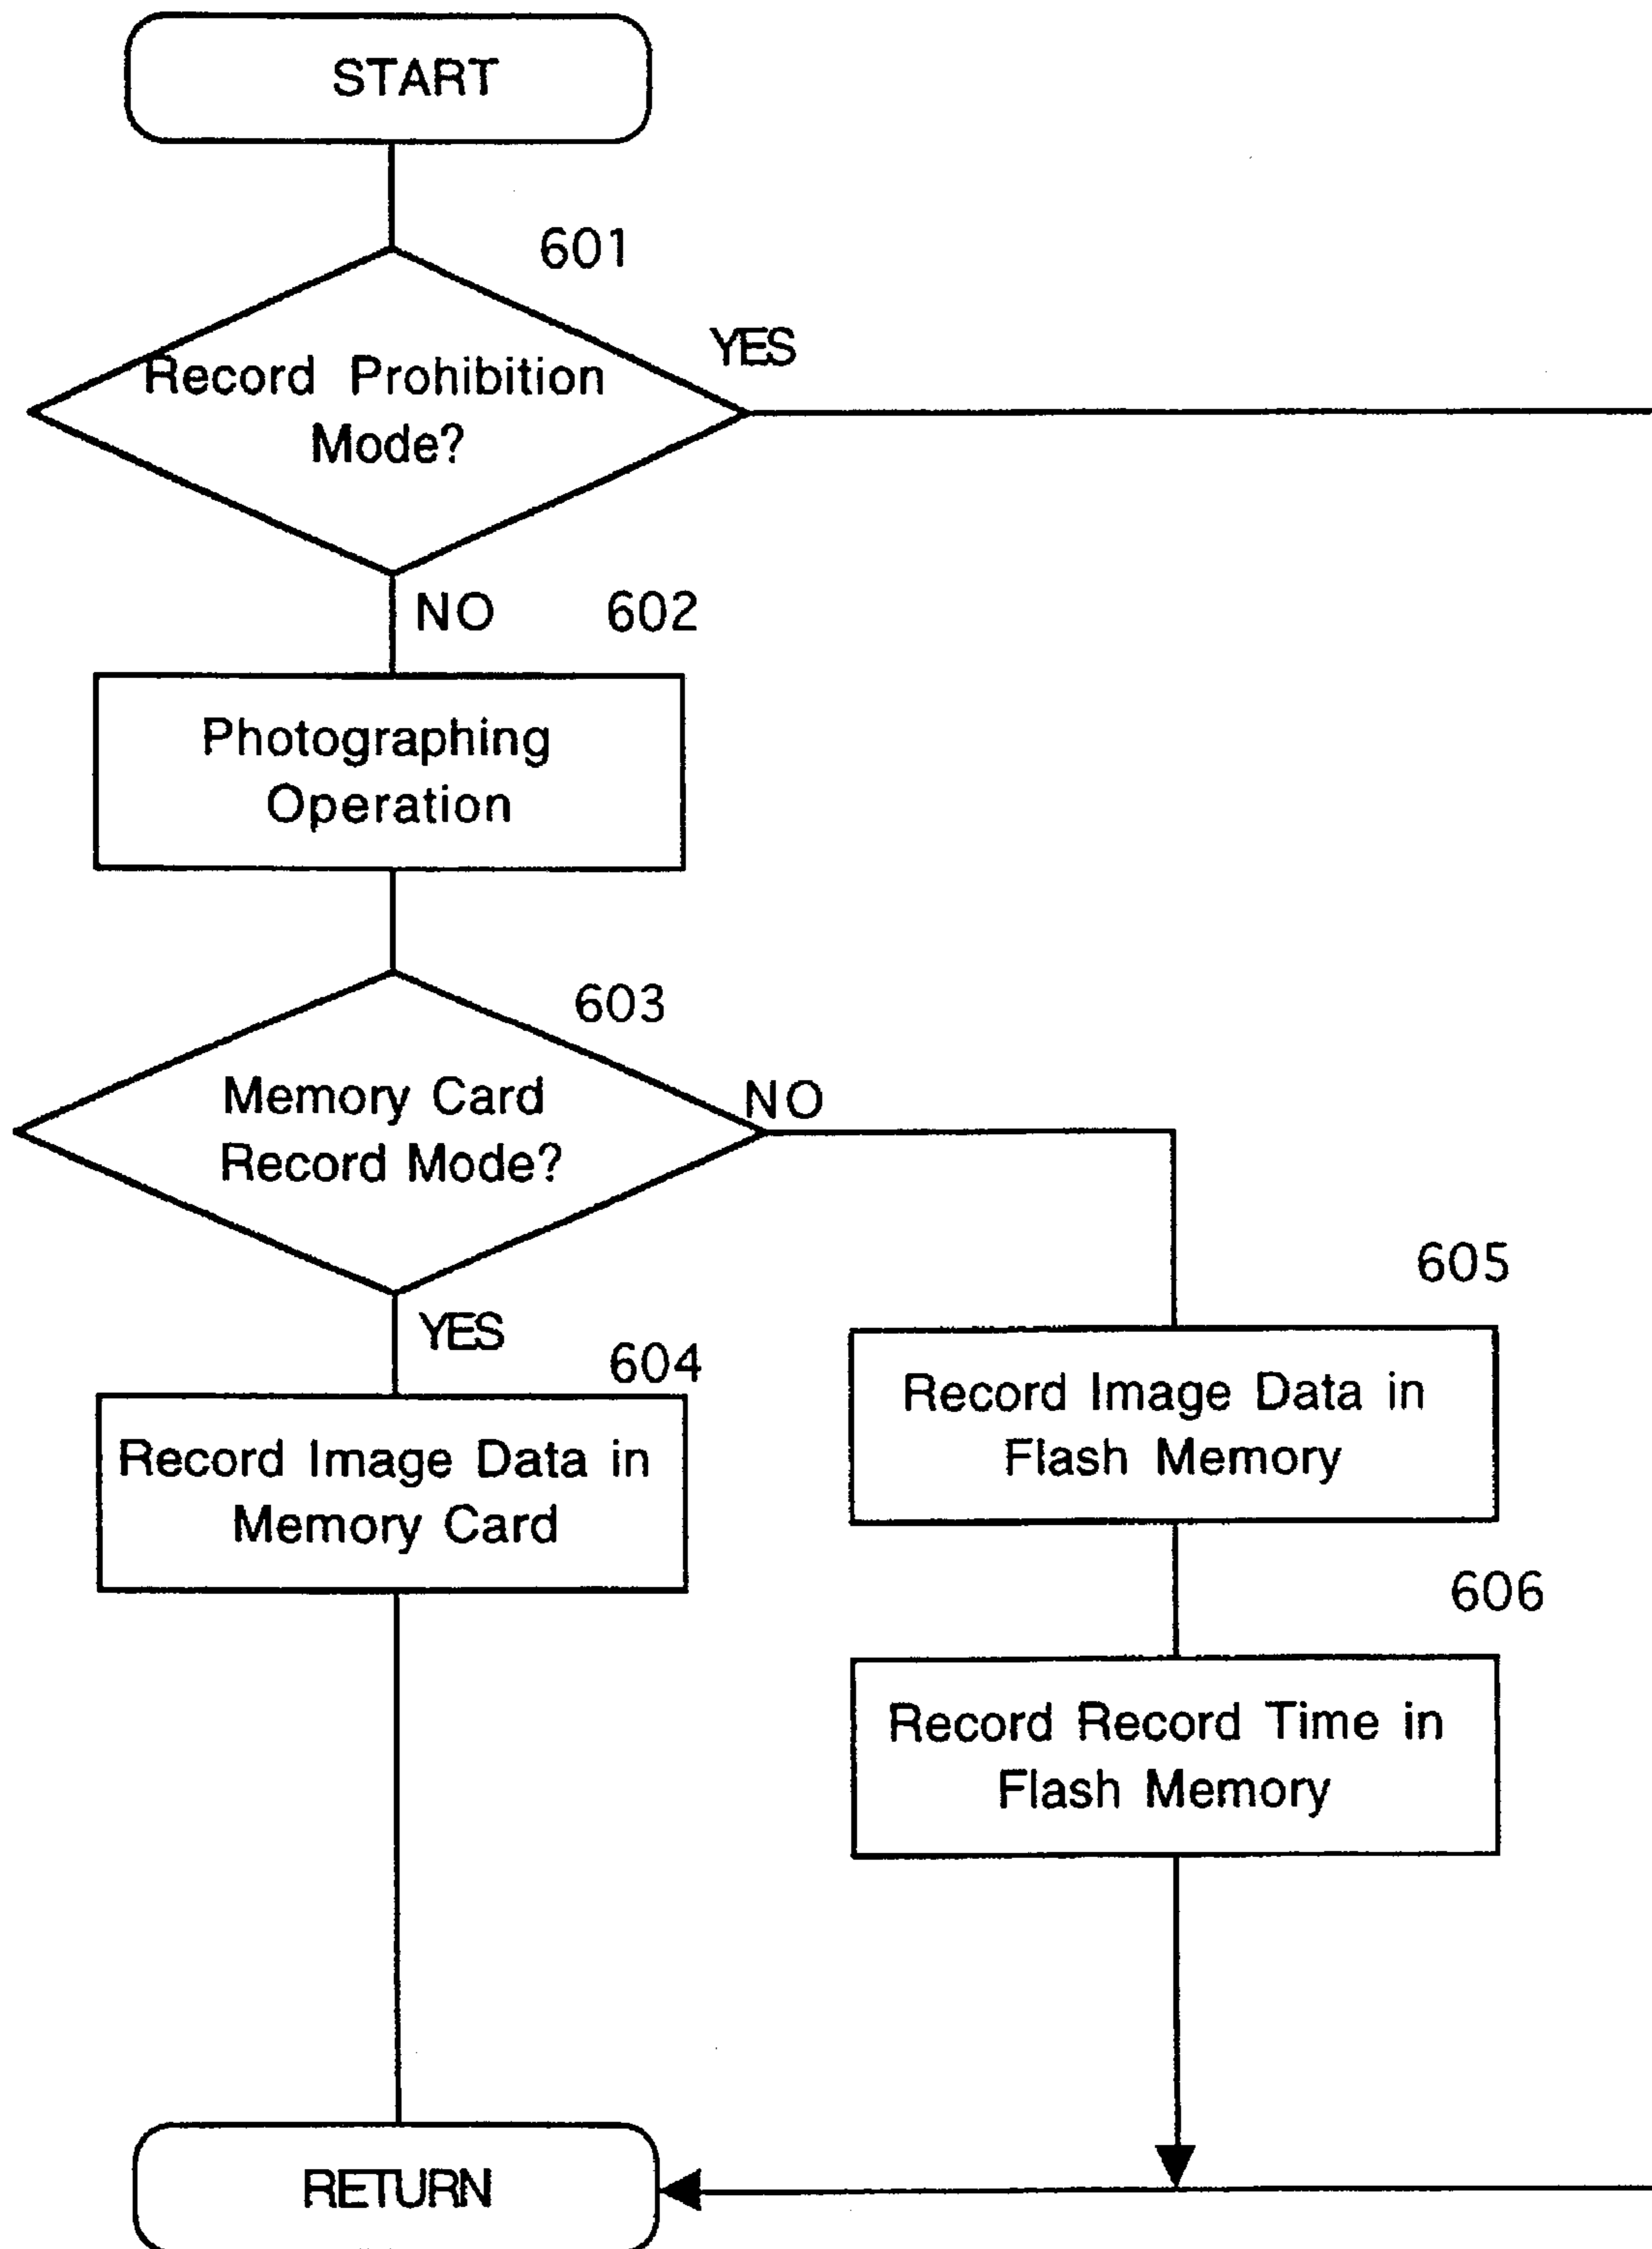 START
601
Record Prohibition
Mode?
YES
NO
602
Photographing
Operation
603
Memory Card
Record Mode?
NO
YES
604
Record Image Data in
Memory Card
605
Record Image Data in
Flash Memory
606
Record Record Time in
Flash Memory
RETURN